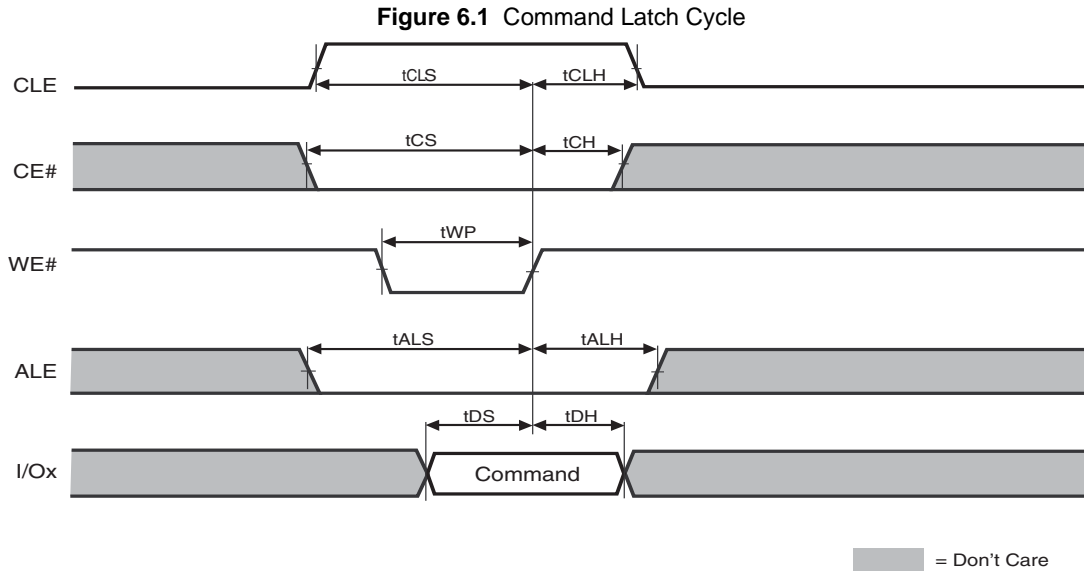 Figure 6.1 Command Latch Cycle
CLE
tCLS
tCLH
CE#
tCS
tCH
WE#
tWP
ALE
tALS
tALH
I/Ox
tDS
tDH
Command
= Don't Care